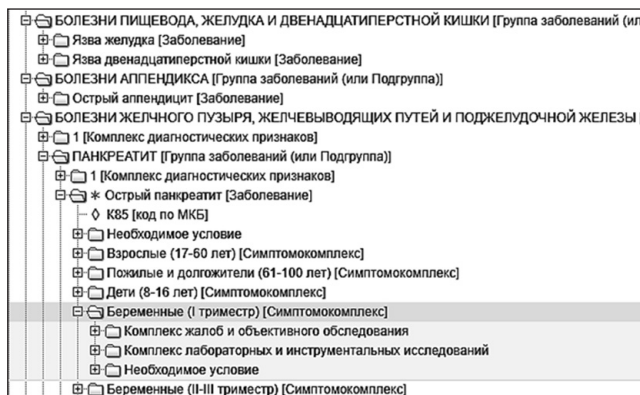 БОЛЕЗНИ ПИЩЕВОДА, ЖЕЛУДКА И ДВЕНАДЦАТИПЕРСТНОЙ КИШКИ [Группа заболеваний (ил
Язва желудка [Заболевание]
Язва двенадцатиперстной кишки [Заболевание]
БОЛЕЗНИ АППЕНДИКСА [Группа заболеваний (или Подгруппа)]
Острый аппендицит [Заболевание]
БОЛЕЗНИ ЖЕЛЧНОГО ПУЗЫРЯ, ЖЕЛЧЕВЫВОДЯЩИХ ПУТЕЙ И ПОДЖЕЛУДОЧНОЙ ЖЕЛЕЗЫ [
1 [Комплекс диагностических признаков]
ПАНКРЕАТИТ [Группа заболеваний (или Подгруппа)]
1 [Комплекс диагностических признаков]
* Острый панкреатит [Заболевание]
◊ K85 [код по МКБ]
Необходимое условие
Взрослые (17-60 лет) [Симптомокомплекс]
Пожилые и долгожители (61-100 лет) [Симптомокомплекс]
Дети (8-16 лет) [Симптомокомплекс]
Беременные (I триместр) [Симптомокомплекс]
Комплекс жалоб и объективного обследования
Комплекс лабораторных и инструментальных исследований
Необходимое условие
Беременные (II-III триместр) [Симптомокомплекс]